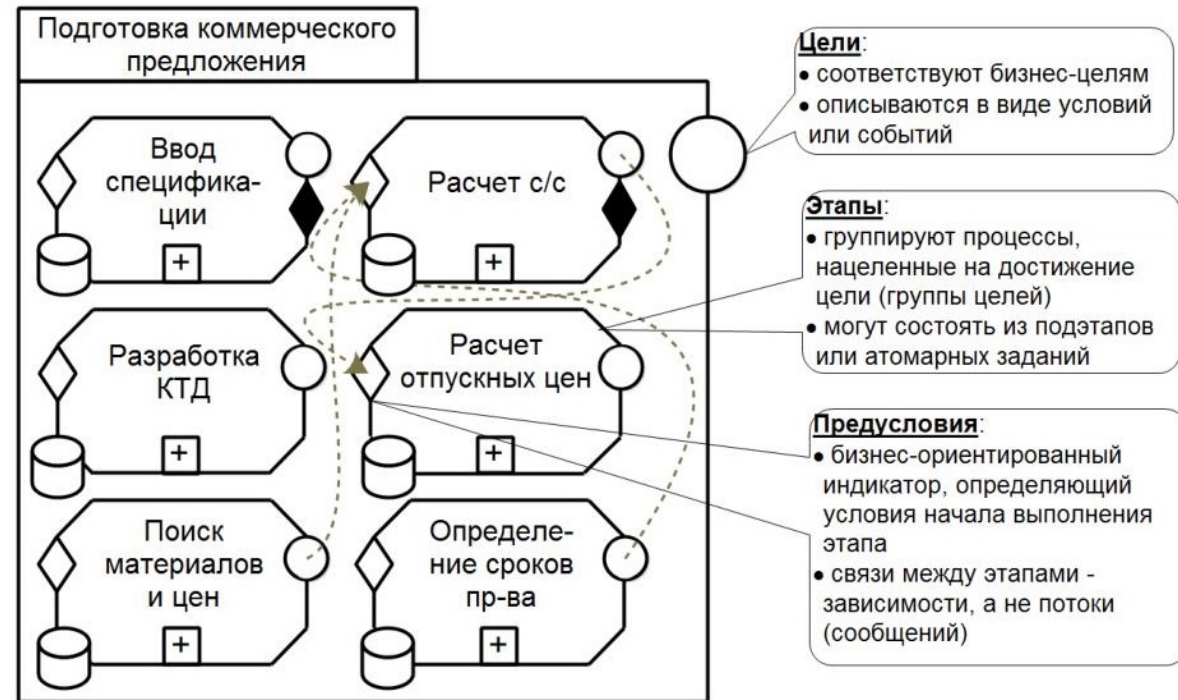 Подготовка коммерческого
предложения
Ввод
специфика-
ции
+
Расчет с/с
+
Разработка
КТД
+
Расчет
отпускных цен
+
Поиск
материалов
и цен
+
Определе-
ние сроков
пр-ва
+
Цели:
• соответствуют бизнес-целям
• описываются в виде условий
или событий
Этапы:
• группируют процессы,
нацеленные на достижение
цели (группы целей)
• могут состоять из подэтапов
или атомарных заданий
Предусловия:
• бизнес-ориентированный
индикатор, определяющий
условия начала выполнения
этапа
• связи между этапами -
зависимости, а не потоки
(сообщений)